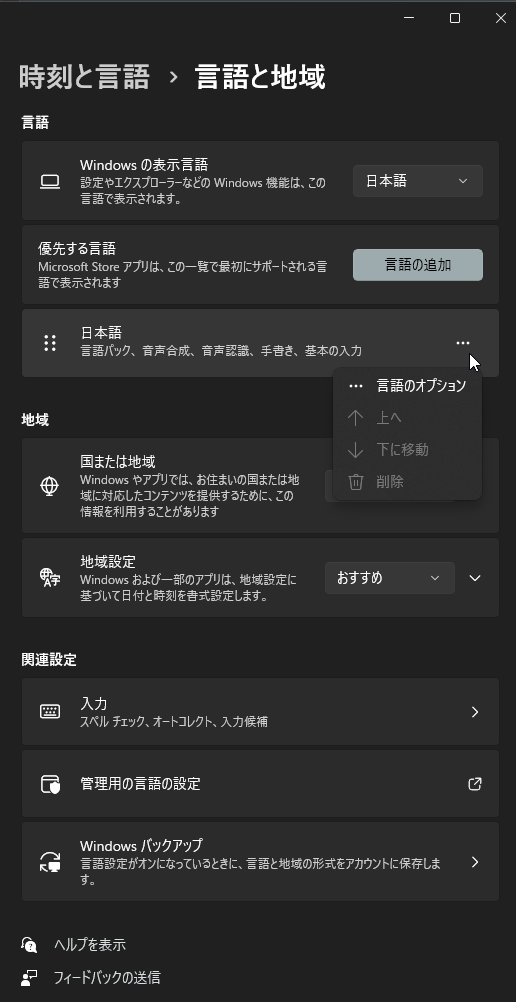 時刻と言語 › 言語と地域
言語
Windows の表示言語
設定やエクスプローラーなどの Windows 機能は、この
言語で表示されます。
日本語
優先する言語
Microsoft Store アプリは、この一覧で最初にサポートされる言
語で表示されます
言語の追加
日本語
言語パック、音声合成、音声認識、手書き、基本の入力
言語のオプション
上へ
下に移動
削除
地域
国または地域
Windows やアプリでは、お住まいの国または地
域に対応したコンテンツを提供するために、この
情報を利用することがあります
地域設定
Windows および一部のアプリは、地域設定に
基づいて日付と時刻を書式設定します。
おすすめ
関連設定
入力
スペル チェック、オートコレクト、入力候補
管理用の言語の設定
Windows バックアップ
言語設定がオンになっているときに、言語と地域の形式をアカウントに保存しま
す。
ヘルプを表示
フィードバックの送信